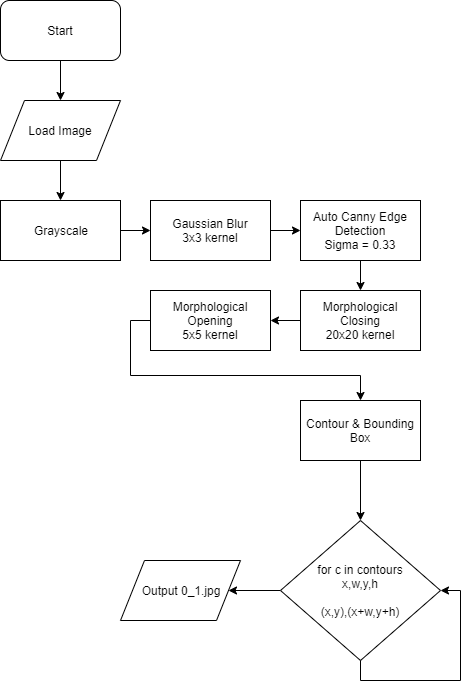 Start
Load Image
Grayscale
Gaussian Blur
3x3 kernel
Auto Canny Edge
Detection
Sigma = 0.33
Morphological
Opening
5x5 kernel
Morphological
Closing
20x20 kernel
Contour & Bounding
Box
for c in contours
x,w,y,h
(x,y),(x+w,y+h)
Output 0_1.jpg